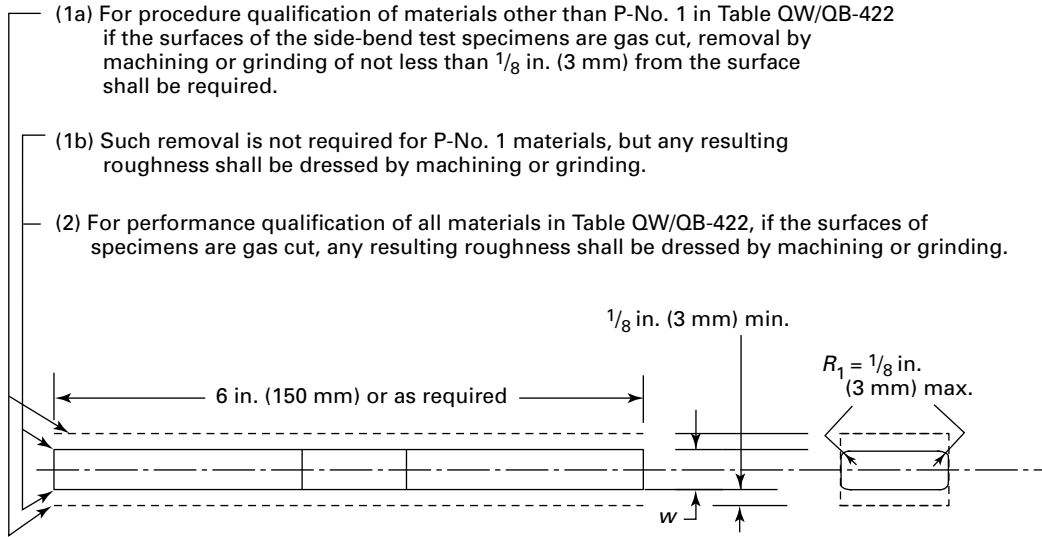 (1a) For procedure qualification of materials other than P-No. 1 in Table QW/QB-422
if the surfaces of the side-bend test specimens are gas cut, removal by
machining or grinding of not less than 1/8 in. (3 mm) from the surface
shall be required.
(1b) Such removal is not required for P-No. 1 materials, but any resulting
roughness shall be dressed by machining or grinding.
(2) For performance qualification of all materials in Table QW/QB-422, if the surfaces of
specimens are gas cut, any resulting roughness shall be dressed by machining or grinding.
1/8 in. (3 mm) min.
R1 = 1/8 in.
(3 mm) max.
6 in. (150 mm) or as required
w